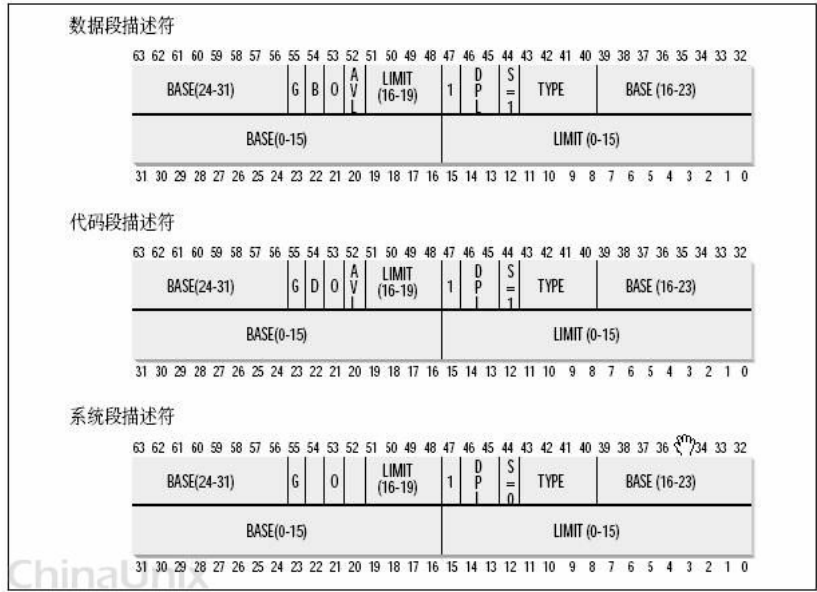 数据段描述符
63 62 61 60 59 58 57 56 55 54 53 52 51 50 49 48 47 46 45 44 43 42 41 40 39 38 37 36 35 34 33 32
BASE(24-31) G B 0 AVL LIMIT (16-19) 1 DPL S=1 TYPE BASE (16-23)
BASE(0-15) LIMIT (0-15)
31 30 29 28 27 26 25 24 23 22 21 20 19 18 17 16 15 14 13 12 11 10 9 8 7 6 5 4 3 2 1 0
代码段描述符
63 62 61 60 59 58 57 56 55 54 53 52 51 50 49 48 47 46 45 44 43 42 41 40 39 38 37 36 35 34 33 32
BASE(24-31) G D 0 AVL LIMIT (16-19) 1 DPL S=1 TYPE BASE (16-23)
BASE(0-15) LIMIT (0-15)
31 30 29 28 27 26 25 24 23 22 21 20 19 18 17 16 15 14 13 12 11 10 9 8 7 6 5 4 3 2 1 0
系统段描述符
63 62 61 60 59 58 57 56 55 54 53 52 51 50 49 48 47 46 45 44 43 42 41 40 39 38 37 36 34 33 32
BASE(24-31) G 0 LIMIT (16-19) 1 DPL S=0 TYPE BASE (16-23)
BASE(0-15) LIMIT (0-15)
31 30 29 28 27 26 25 24 23 22 21 20 19 18 17 16 15 14 13 12 11 10 9 8 7 6 5 4 3 2 1 0
ChinaUnix